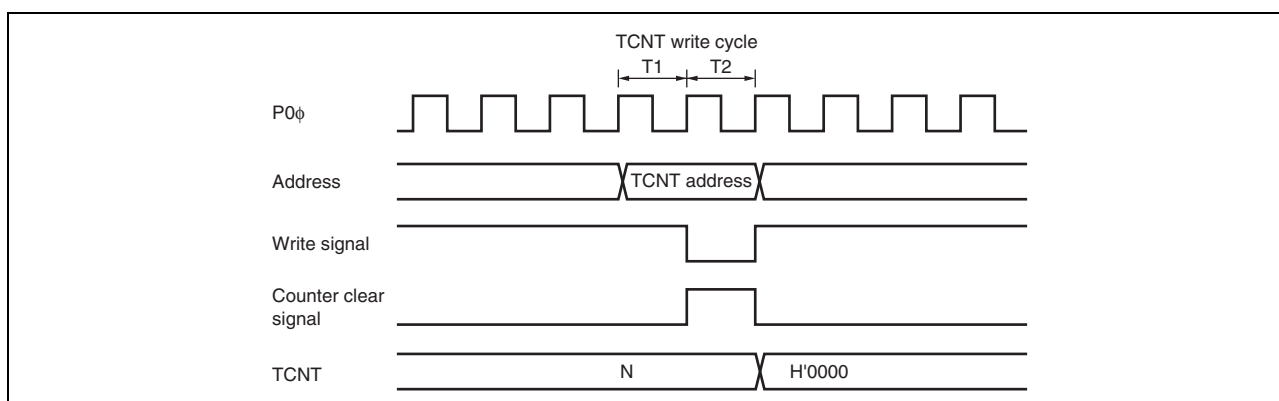 TCNT write cycle
T1 T2
P0ϕ
Address
TCNT address
Write signal
Counter clear
signal
TCNT
N
H'0000